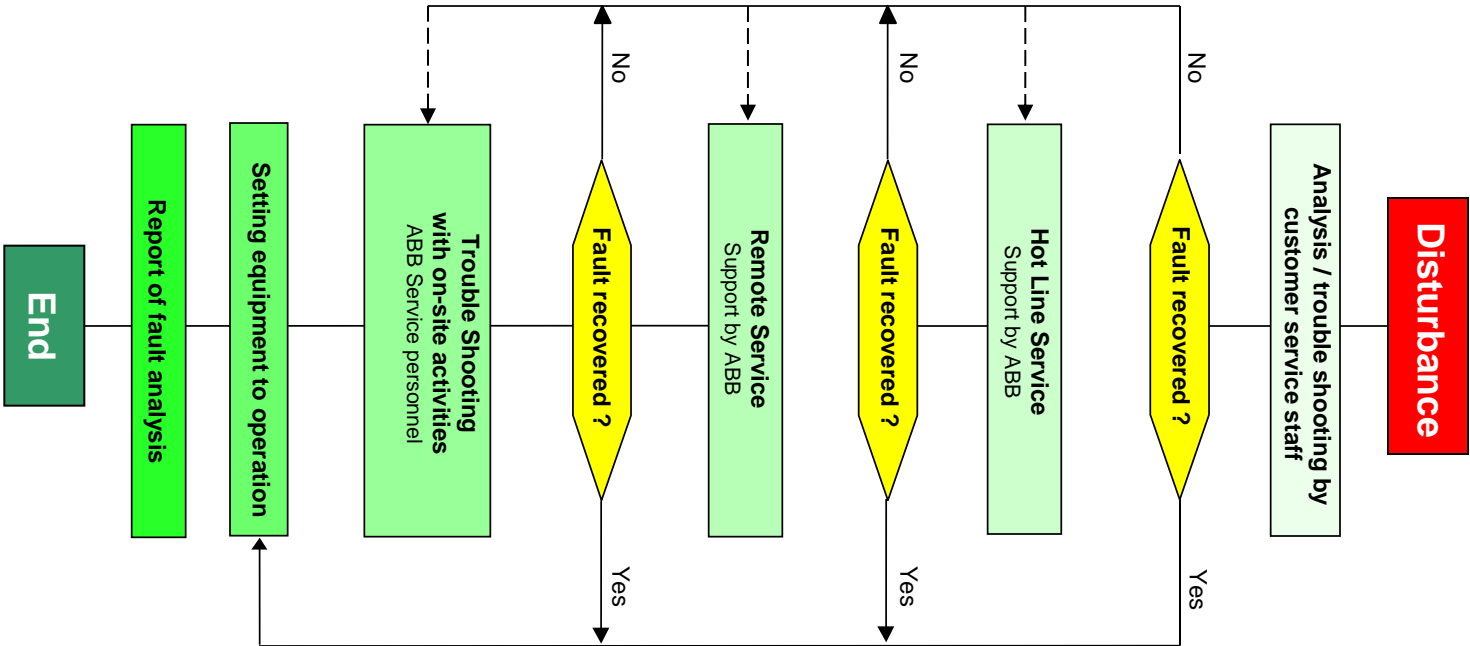 Disturbance
Analysis / trouble shooting by
customer service staff
Fault recovered ?
No
Yes
Hot Line Service
Support by ABB
Fault recovered ?
No
Yes
Remote Service
Support by ABB
Fault recovered ?
No
Yes
Trouble Shooting
with on-site activities
ABB Service personnel
Setting equipment to operation
Report of fault analysis
End